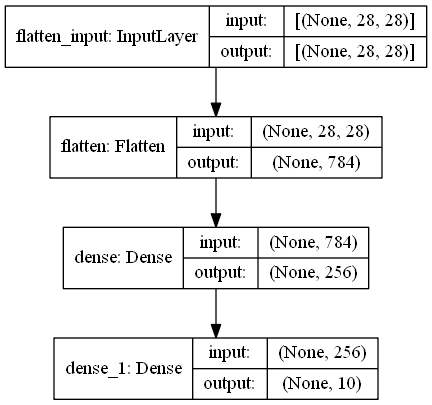 flatten_input: InputLayer
input: [(None, 28, 28)]
output: [(None, 28, 28)]
flatten: Flatten
input: (None, 28, 28)
output: (None, 784)
dense: Dense
input: (None, 784)
output: (None, 256)
dense_1: Dense
input: (None, 256)
output: (None, 10)